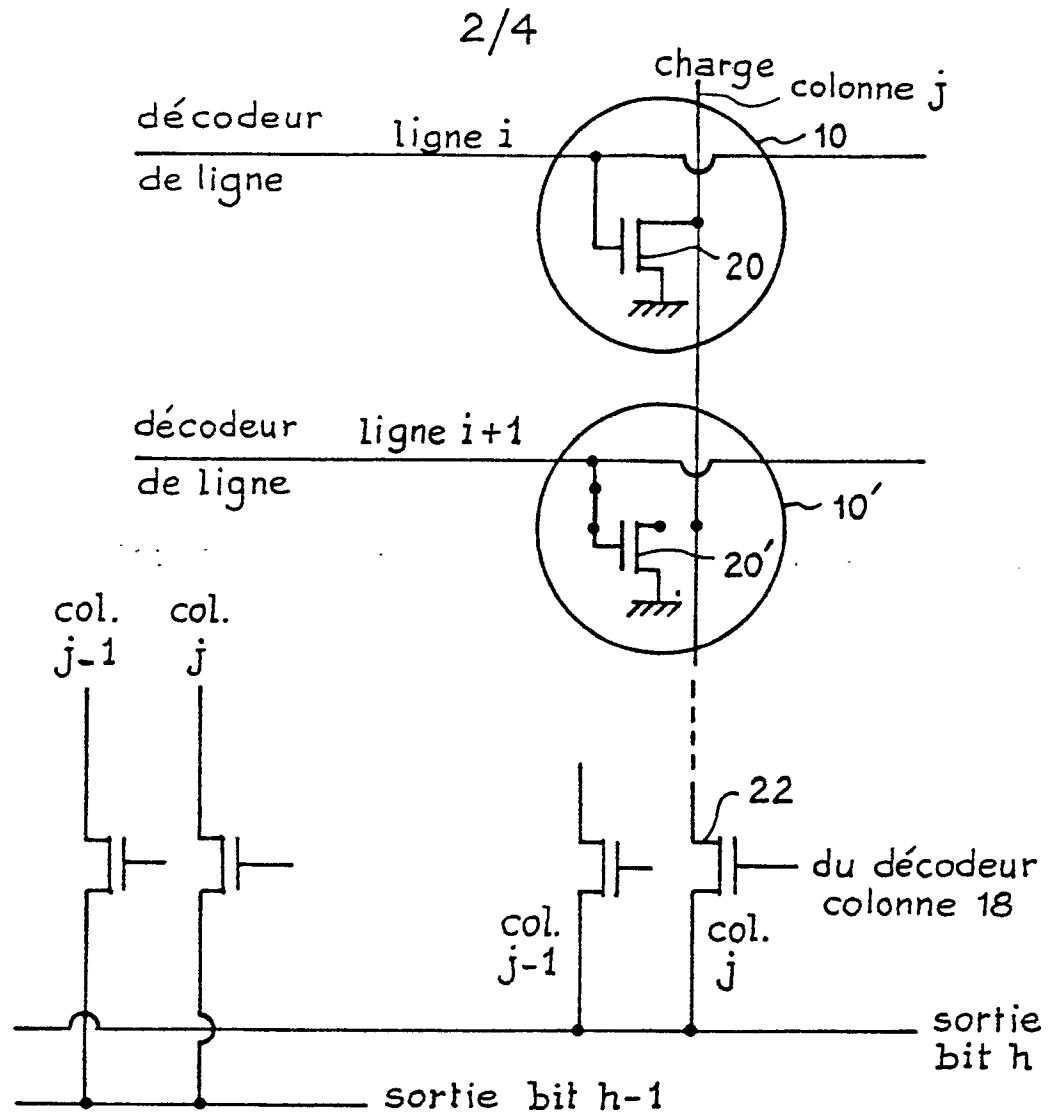 2/4
charge
colonne j
décodeur
ligne i
10
de ligne
20
décodeur
ligne i+1
de ligne
10'
20'
col.
j-1
col.
j
22
du décodeur
colonne 18
col.
j-1
col.
j
sortie
bit h
sortie bit h-1